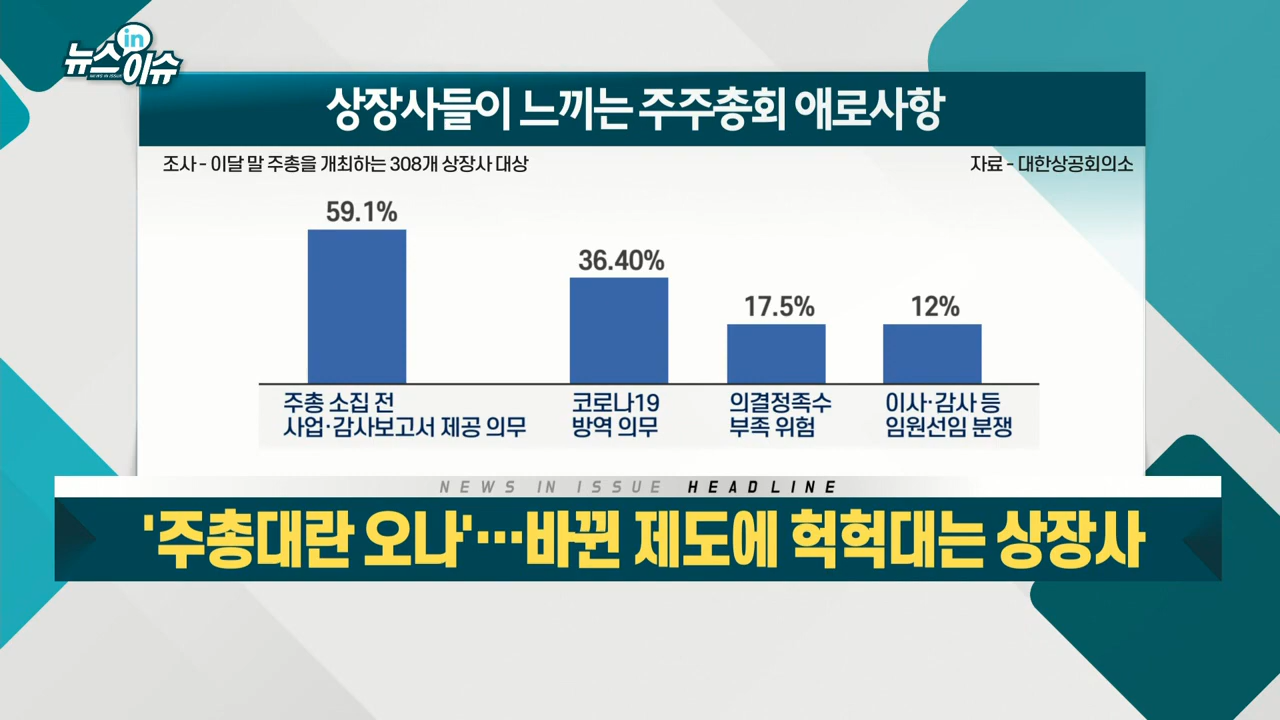 뉴스in이슈
NEWS IN ISSUE
상장사들이 느끼는 주주총회 애로사항
조사 - 이달 말 주총을 개최하는 308개 상장사 대상
자료 - 대한상공회의소
59.1%
36.40%
17.5%
12%
주총 소집 전
사업·감사보고서 제공 의무
코로나19
방역 의무
의결정족수
부족 위험
이사·감사 등
임원선임 분쟁
NEWS IN ISSUE HEADLINE
'주총대란 오나'…바뀐 제도에 헉헉대는 상장사